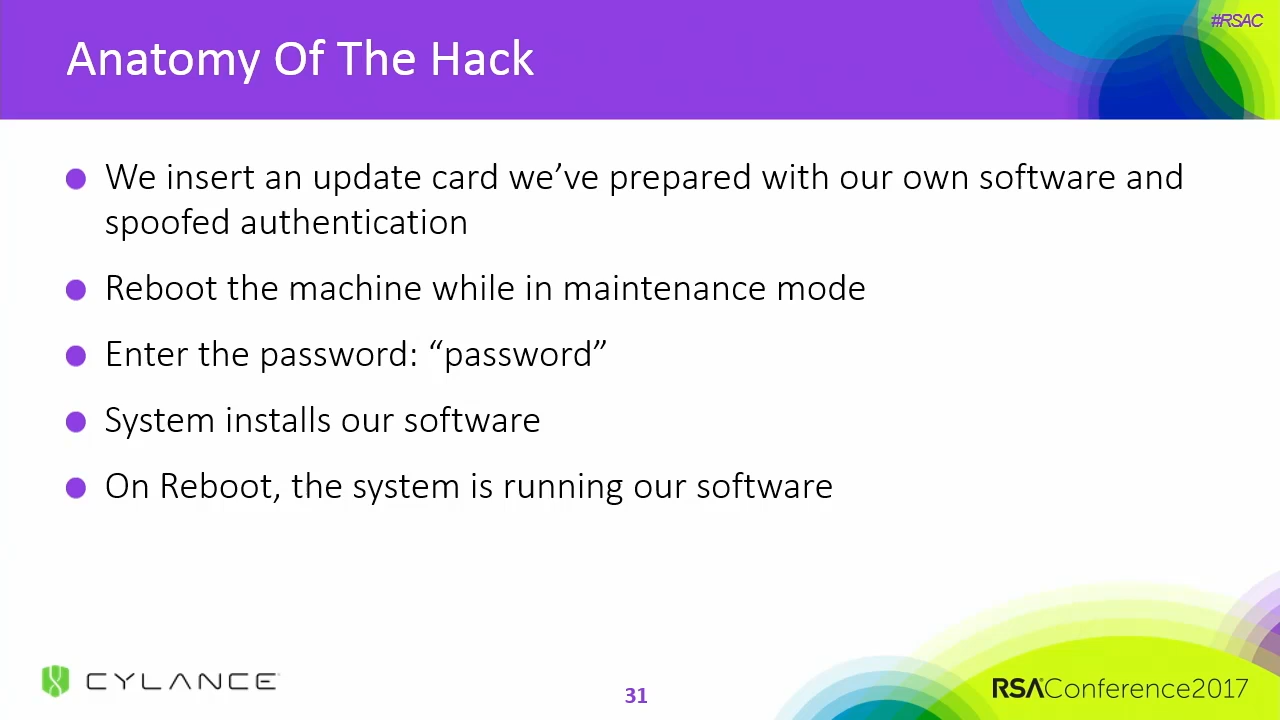 #RSAC
Anatomy Of The Hack
We insert an update card we’ve prepared with our own software and
spoofed authentication
Reboot the machine while in maintenance mode
Enter the password: “password”
System installs our software
On Reboot, the system is running our software
CYLANCE
31
RSAConference2017